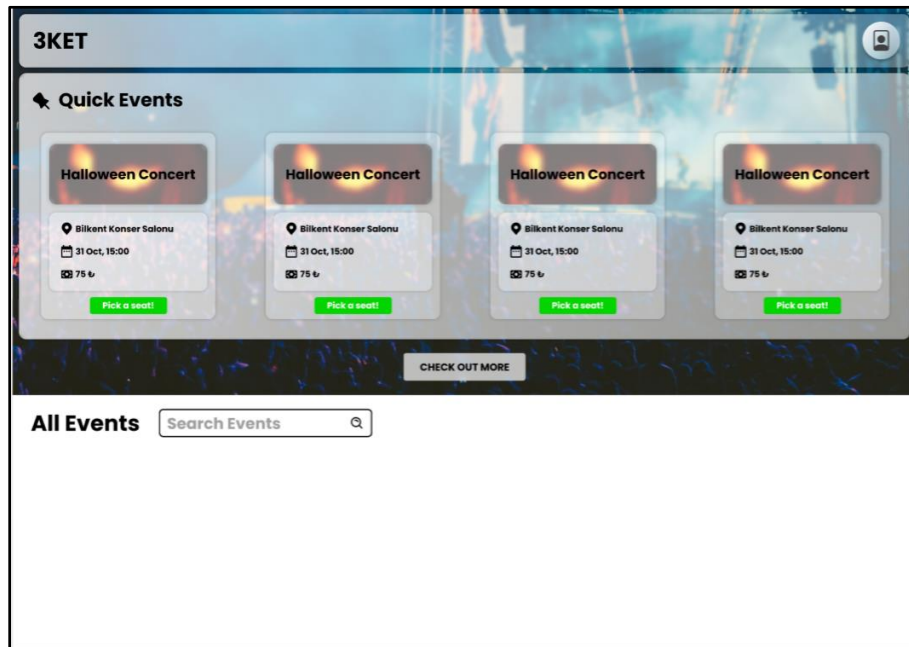 3KET
Quick Events
Halloween Concert
Bilkent Konser Salonu
31 Oct, 15:00
75 ₺
Pick a seat!
Halloween Concert
Bilkent Konser Salonu
31 Oct, 15:00
75 ₺
Pick a seat!
Halloween Concert
Bilkent Konser Salonu
31 Oct, 15:00
75 ₺
Pick a seat!
Halloween Concert
Bilkent Konser Salonu
31 Oct, 15:00
75 ₺
Pick a seat!
CHECK OUT MORE
All Events
Search Events